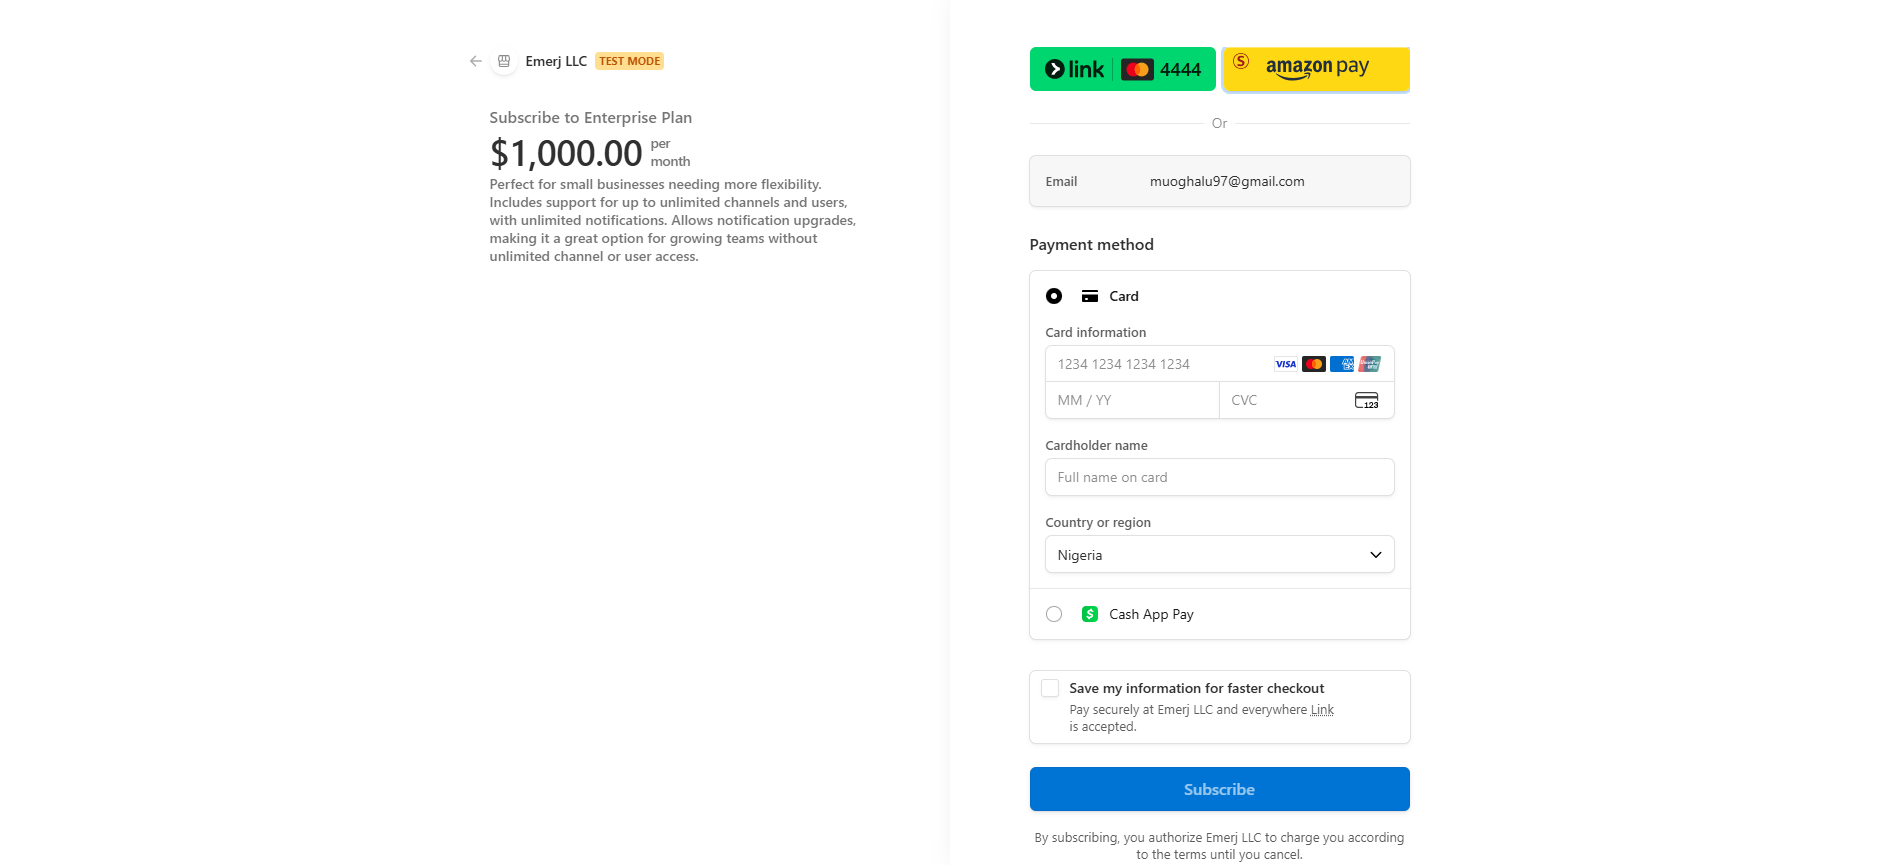 Emerj LLC TEST MODE
Subscribe to Enterprise Plan
$1,000.00 per
month
Perfect for small businesses needing more flexibility.
Includes support for up to unlimited channels and users,
with unlimited notifications. Allows notification upgrades,
making it a great option for growing teams without
unlimited channel or user access.
link 4444
S amazon pay
Or
Email muoghalu97@gmail.com
Payment method
Card
Card information
1234 1234 1234 1234 VISA AM EX
MM / YY CVC 123
Cardholder name
Full name on card
Country or region
Nigeria
$ Cash App Pay
Save my information for faster checkout
Pay securely at Emerj LLC and everywhere Link
is accepted.
Subscribe
By subscribing, you authorize Emerj LLC to charge you according
to the terms until you cancel.